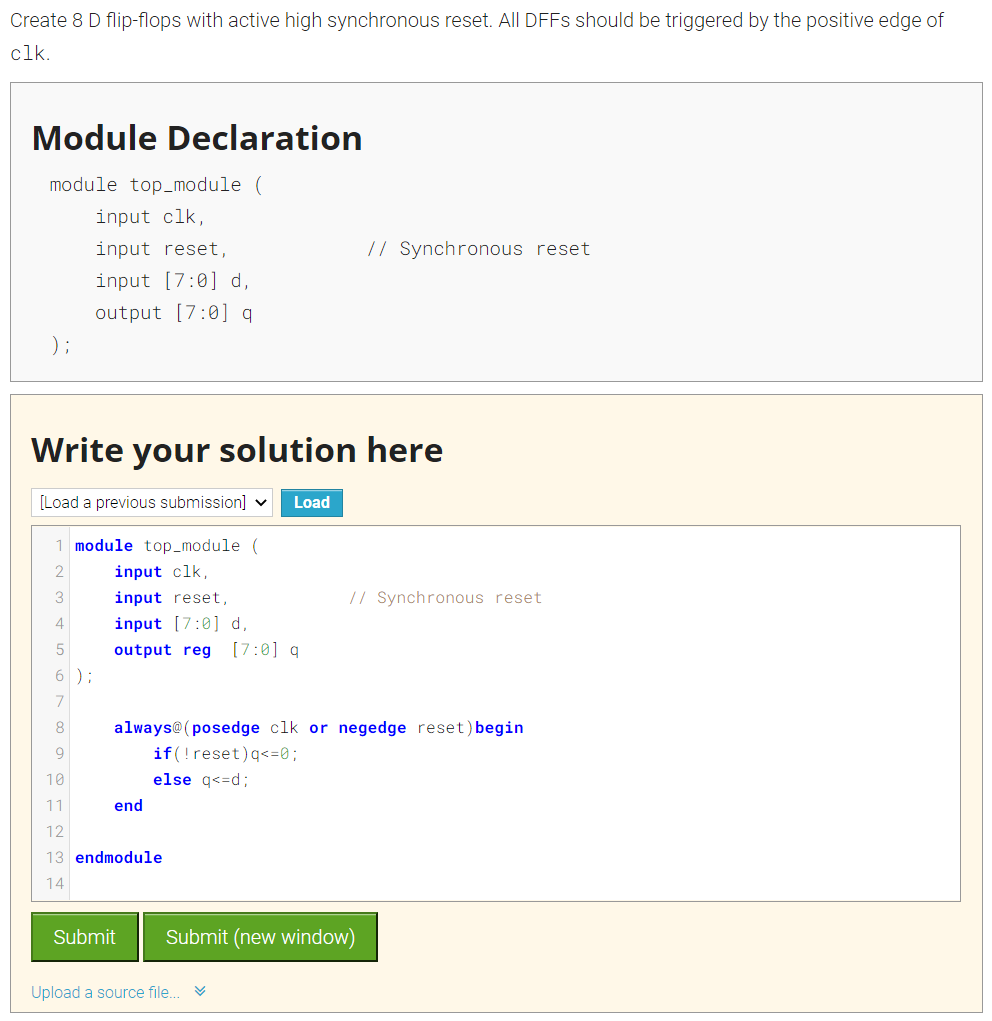 Create 8 D flip-flops with active high synchronous reset. All DFFs should be triggered by the positive edge of
clk.
Module Declaration
module top_module (
    input clk,
    input reset,            // Synchronous reset
    input [7:0] d,
    output [7:0] q
);
Write your solution here
[Load a previous submission] Load
1 module top_module (
2     input clk,
3     input reset,            // Synchronous reset
4     input [7:0] d,
5     output reg  [7:0] q
6 );
7
8     always@(posedge clk or negedge reset)begin
9         if(!reset)q<=0;
10         else q<=d;
11     end
12
13 endmodule
14
Submit Submit (new window)
Upload a source file...